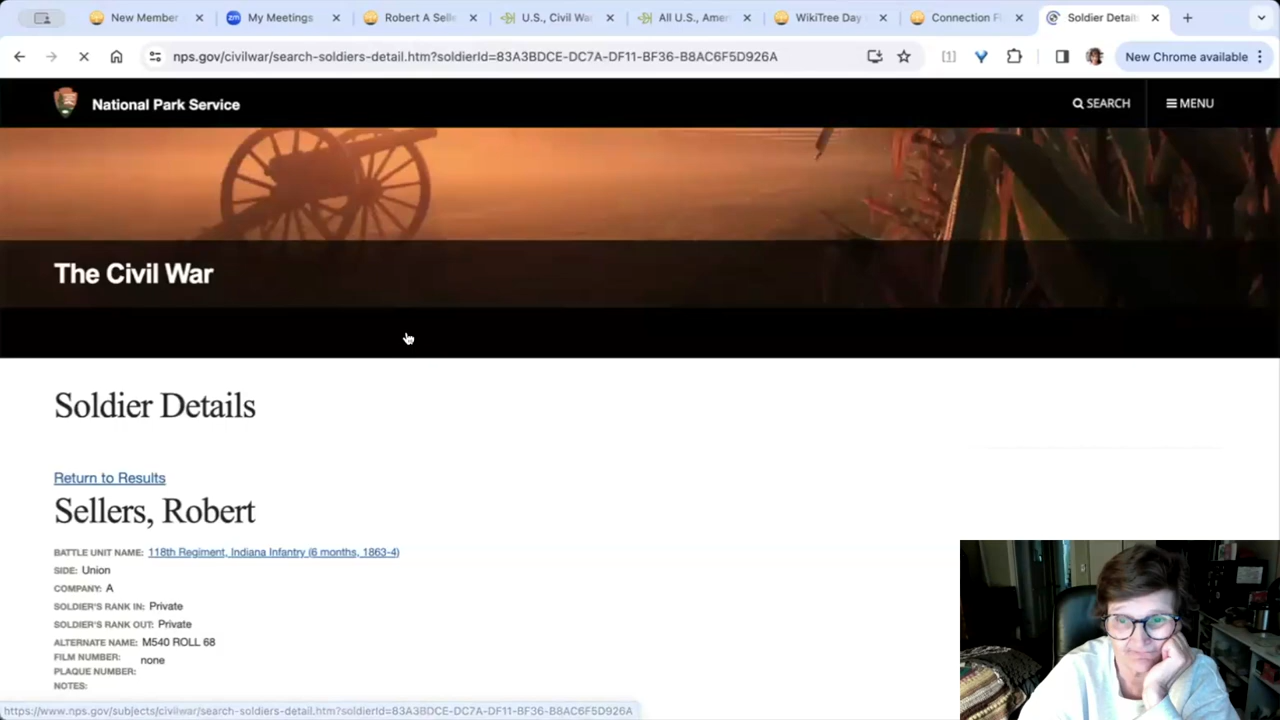 New Member
My Meetings
Robert A Selle
U.S., Civil Wa
All U.S., Amer
WikiTree Day
Connection Fi
Soldier Details
nps.gov/civilwar/search-soldiers-detail.htm?soldierId=83A3BDCE-DC7A-DF11-BF36-B8AC6F5D926A
New Chrome available
National Park Service
SEARCH
MENU
The Civil War
Soldier Details
Return to Results
Sellers, Robert
BATTLE UNIT NAME: 118th Regiment, Indiana Infantry (6 months, 1863-4)
SIDE: Union
COMPANY: A
SOLDIER'S RANK IN: Private
SOLDIER'S RANK OUT: Private
ALTERNATE NAME: M540 ROLL 68
FILM NUMBER: none
PLAQUE NUMBER:
NOTES:
https://www.nps.gov/subjects/civilwar/search-soldiers-detail.htm?soldierId=83A3BDCE-DC7A-DF11-BF36-B8AC6F5D926A